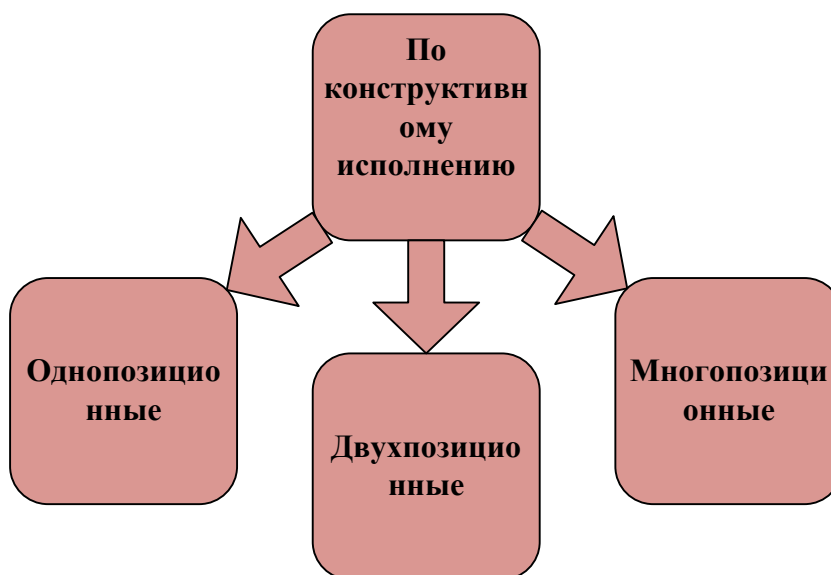 По
конструктивн
ому
исполнению
Однопозицио
нные
Двухпозицио
нные
Многопозици
онные